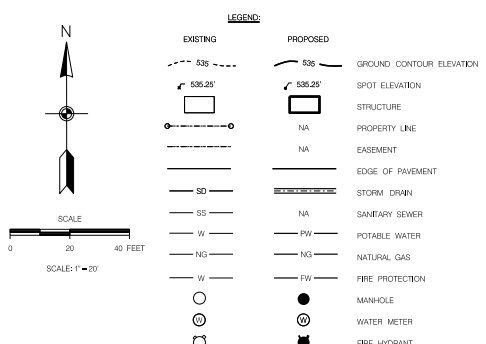 LEGEND:
N
EXISTING PROPOSED
535 535 GROUND CONTOUR ELEVATION
535.25' 535.25' SPOT ELEVATION
STRUCTURE
NA PROPERTY LINE
NA EASEMENT
EDGE OF PAVEMENT
SD STORM DRAIN
SS NA SANITARY SEWER
W PW POTABLE WATER
NG NG NATURAL GAS
W FW FIRE PROTECTION
MANHOLE
W W WATER METER
FIRE HYDRANT
SCALE
0 20 40 FEET
SCALE: 1" = 20'